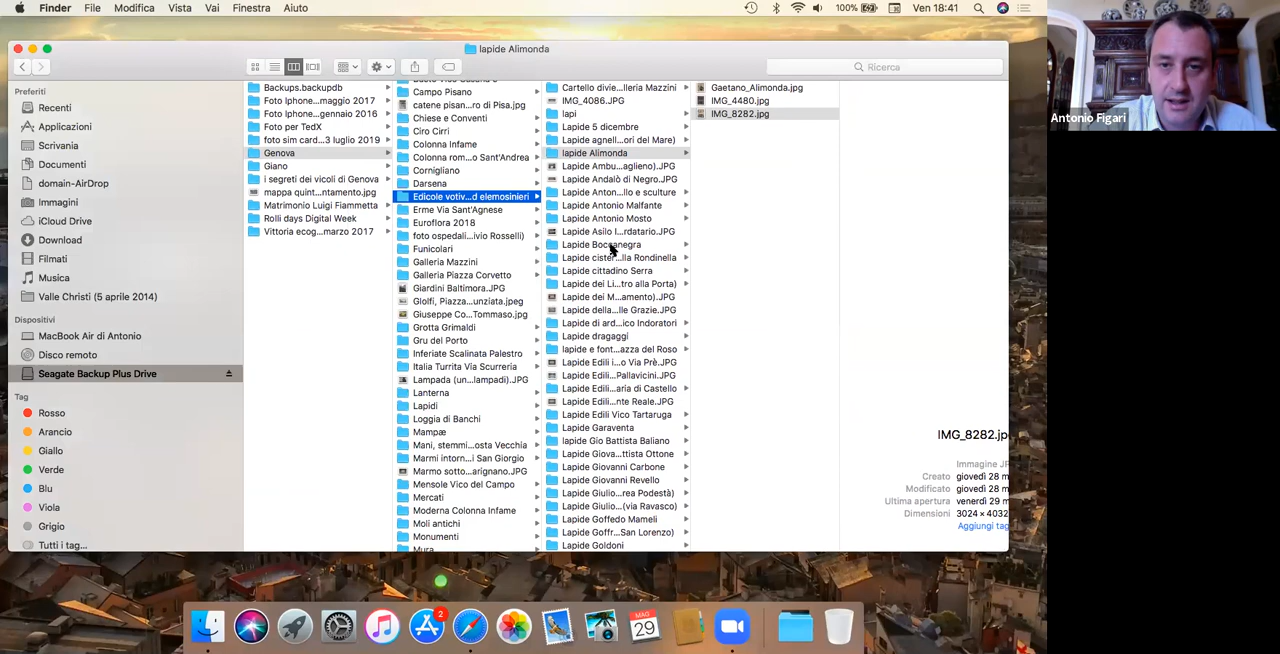 Finder File Modifica Vista Vai Finestra Aiuto 100% Ven 18:41
lapide Alimonda
Ricerca
Preferiti
Recenti
Applicazioni
Scrivania
Documenti
domain-AirDrop
Immagini
iCloud Drive
Download
Filmati
Musica
Valle Christi (5 aprile 2014)
Dispositivi
MacBook Air di Antonio
Disco remoto
Seagate Backup Plus Drive
Tag
Rosso
Arancio
Giallo
Verde
Blu
Viola
Grigio
Tutti i tag...
Backups.backupdb
Foto Iphone...maggio 2017
Foto Iphone...gennaio 2016
Foto per TedX
foto sim card...3 luglio 2019
Genova
Giano
i segreti dei vicoli di Genova
mappa quint...ntamento.jpg
Matrimonio Luigi Fiammetta
Rolli days Digital Week
Vittoria ecog...marzo 2017
Campo Pisano
catene pisan...ro di Pisa.jpg
Chiese e Conventi
Ciro Cirri
Colonna Infame
Colonna rom...o Sant'Andrea
Cornigliano
Darsena
Edicole votiv...d elemosinieri
Erme Via Sant'Agnese
Euroflora 2018
foto ospedali...ivio Rosselli)
Funicolari
Galleria Mazzini
Galleria Piazza Corvetto
Giardini Baltimora.JPG
Giolfi, Piazza...unziata.jpeg
Giuseppe Co...Tommaso.jpg
Grotta Grimaldi
Gru del Porto
Inferiate Scalinata Palestro
Italia Turrita Via Scurreria
Lampada (un...lampadi).JPG
Lanterna
Lapidi
Loggia di Banchi
Mampæ
Mani, stemmi...osta Vecchia
Marmi intorn...i San Giorgio
Marmo sotto...arignano.JPG
Mensole Vico del Campo
Mercati
Moderna Colonna Infame
Moli antichi
Monumenti
Mura
Cartello divie...lleria Mazzini
IMG_4086.JPG
lapi
Lapide 5 dicembre
Lapide agnell...ori del Mare)
lapide Alimonda
Lapide Ambu...aglieno).JPG
Lapide Andalò di Negro.JPG
Lapide Anton...llo e sculture
Lapide Antonio Malfante
Lapide Antonio Mosto
Lapide Asilo I...rdatario.JPG
Lapide Boccanegra
Lapide cister...lla Rondinella
Lapide cittadino Serra
Lapide dei Li...tro alla Porta)
Lapide dei M...amento).JPG
Lapide della...lle Grazie.JPG
Lapide di ard...ico Indoratori
Lapide dragaggi
lapide e font...azza del Roso
Lapide Edili i...o Via Prè.JPG
Lapide Edili...Pallavicini.JPG
Lapide Edili...aria di Castello
Lapide Edili...nte Reale.JPG
Lapide Edili Vico Tartaruga
Lapide Garaventa
lapide Gio Battista Baliano
Lapide Giova...ttista Ottone
Lapide Giovanni Carbone
Lapide Giovanni Revello
Lapide Giulio...rea Podestà)
Lapide Giulio...(via Ravasco)
Lapide Goffedo Mameli
Lapide Goffr...San Lorenzo)
Lapide Goldoni
Gaetano_Alimonda.jpg
IMG_4480.jpg
IMG_8282.jpg
IMG_8282.jp
Immagine JP
Creato giovedì 28 m
Modificato giovedì 28 m
Ultima apertura venerdì 29 m
Dimensioni 3024 × 4032
Aggiungi tag
Antonio Figari
2
MAG
29